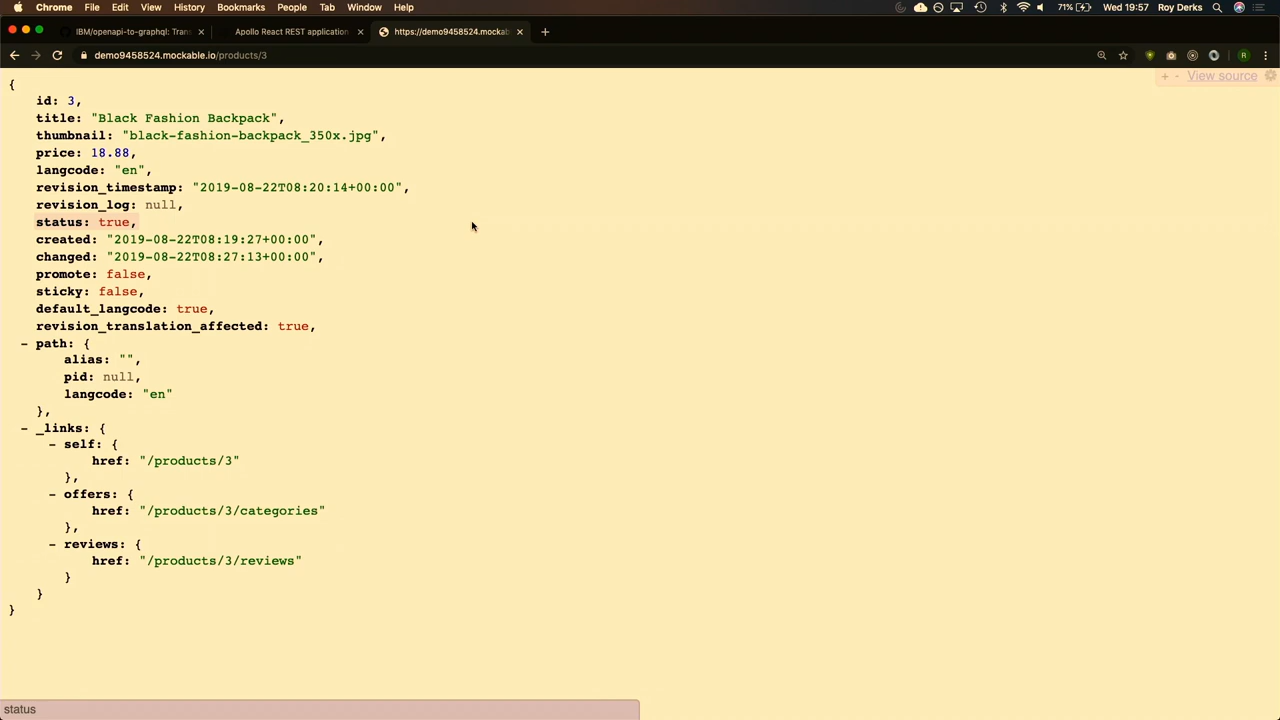 Chrome File Edit View History Bookmarks People Tab Window Help 71% Wed 19:57 Roy Derks
IBM/openapi-to-graphql: Tran Apollo React REST application https://demo9458524.mocka
demo9458524.mockable.io/products/3 R
+ - View source
{
id: 3,
title: "Black Fashion Backpack",
thumbnail: "black-fashion-backpack_350x.jpg",
price: 18.88,
langcode: "en",
revision_timestamp: "2019-08-22T08:20:14+00:00",
revision_log: null,
status: true,
created: "2019-08-22T08:19:27+00:00",
changed: "2019-08-22T08:27:13+00:00",
promote: false,
sticky: false,
default_langcode: true,
revision_translation_affected: true,
- path: {
alias: "",
pid: null,
langcode: "en"
},
- _links: {
- self: {
href: "/products/3"
},
- offers: {
href: "/products/3/categories"
},
- reviews: {
href: "/products/3/reviews"
}
}
}
status